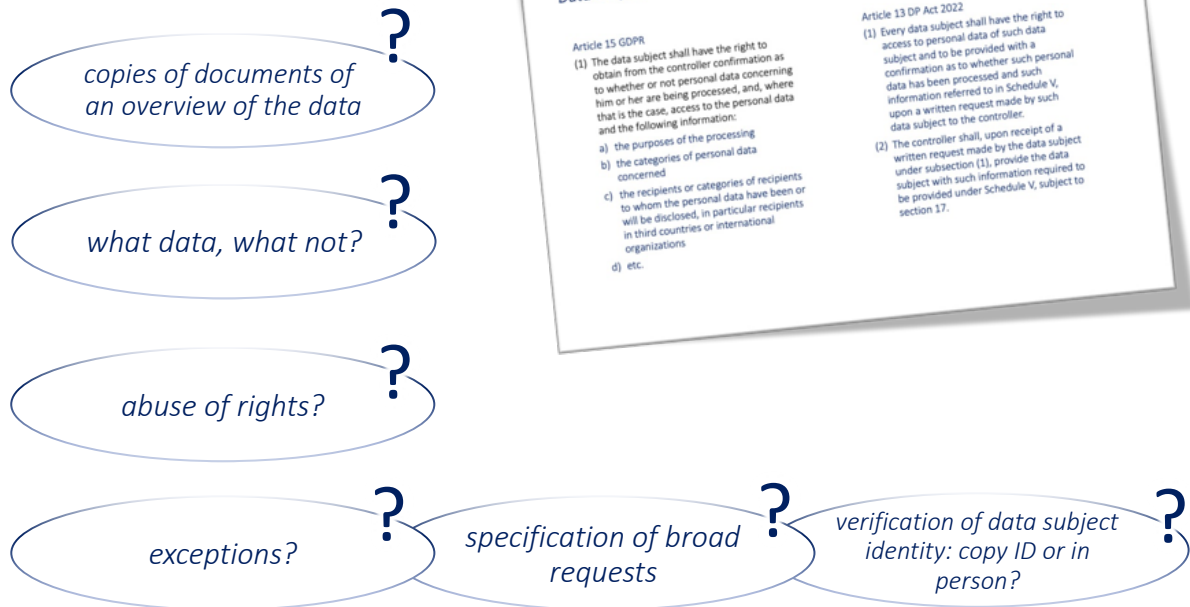 ?
copies of documents of
an overview of the data
?
what data, what not?
?
abuse of rights?
?
exceptions?
?
specification of broad
requests
?
verification of data subject
identity: copy ID or in
person?
Article 15 GDPR
(1) The data subject shall have the right to
obtain from the controller confirmation as
to whether or not personal data concerning
him or her are being processed, and, where
that is the case, access to the personal data
and the following information:
a) the purposes of the processing
b) the categories of personal data
concerned
c) the recipients or categories of recipients
to whom the personal data have been or
will be disclosed, in particular recipients
in third countries or international
organizations
d) etc.
Article 13 DP Act 2022
(1) Every data subject shall have the right to
access to personal data of such data
subject and to be provided with a
confirmation as to whether such personal
data has been processed and such
information referred to in Schedule V,
upon a written request made by such
data subject to the controller.
(2) The controller shall, upon receipt of a
written request made by the data subject
under subsection (1), provide the data
subject with such information required to
be provided under Schedule V, subject to
section 17.